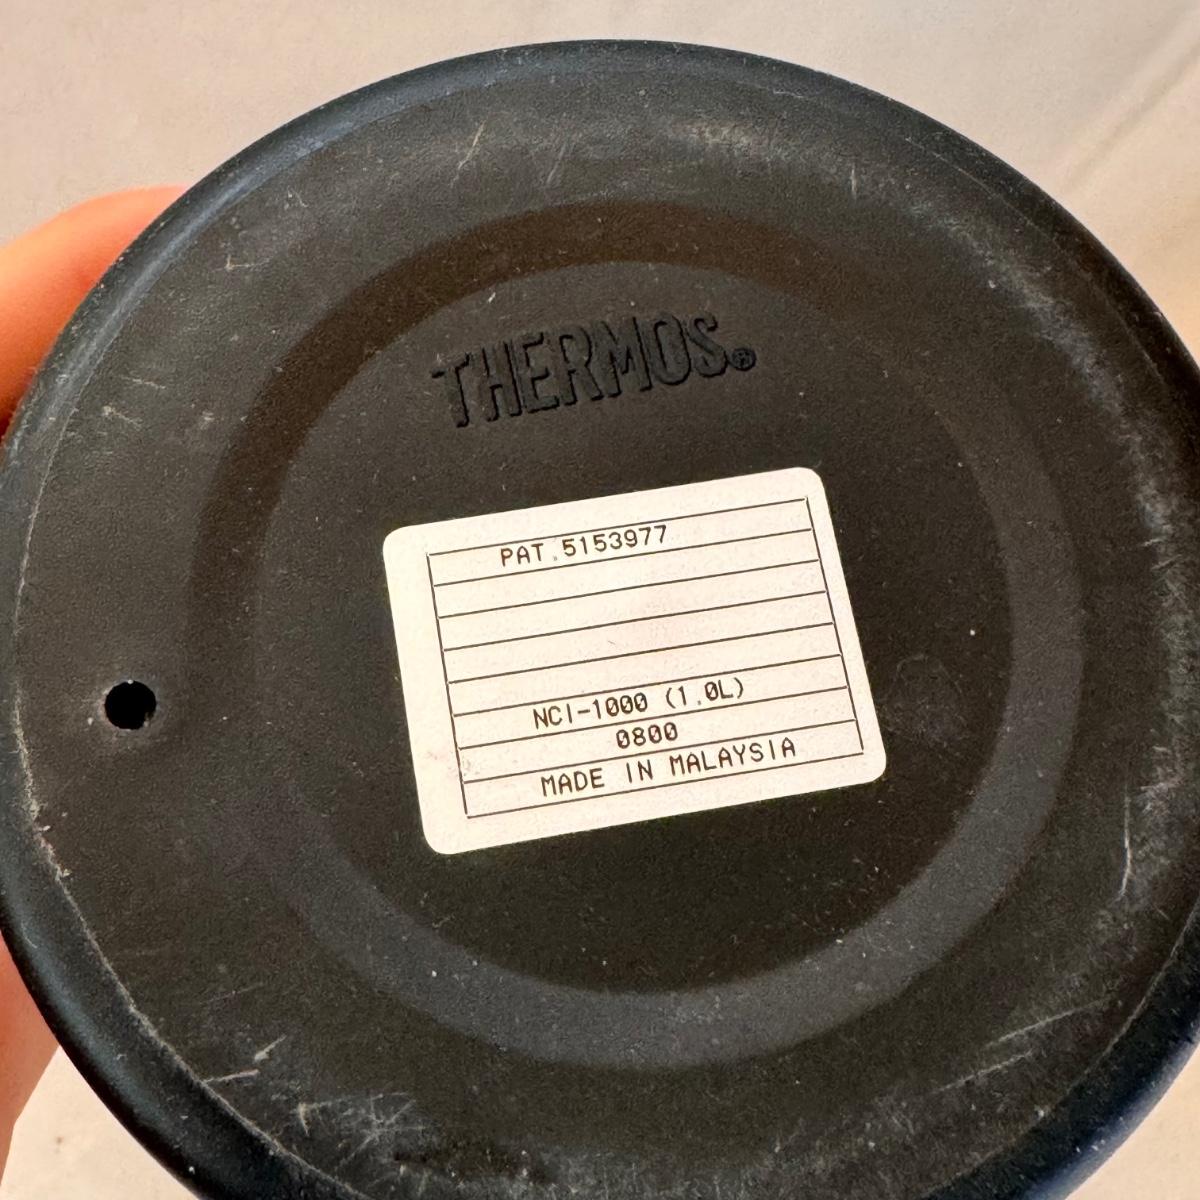 THERMOS®
PAT.5153977
NCI-1000 (1.0L)
0800
MADE IN MALAYSIA